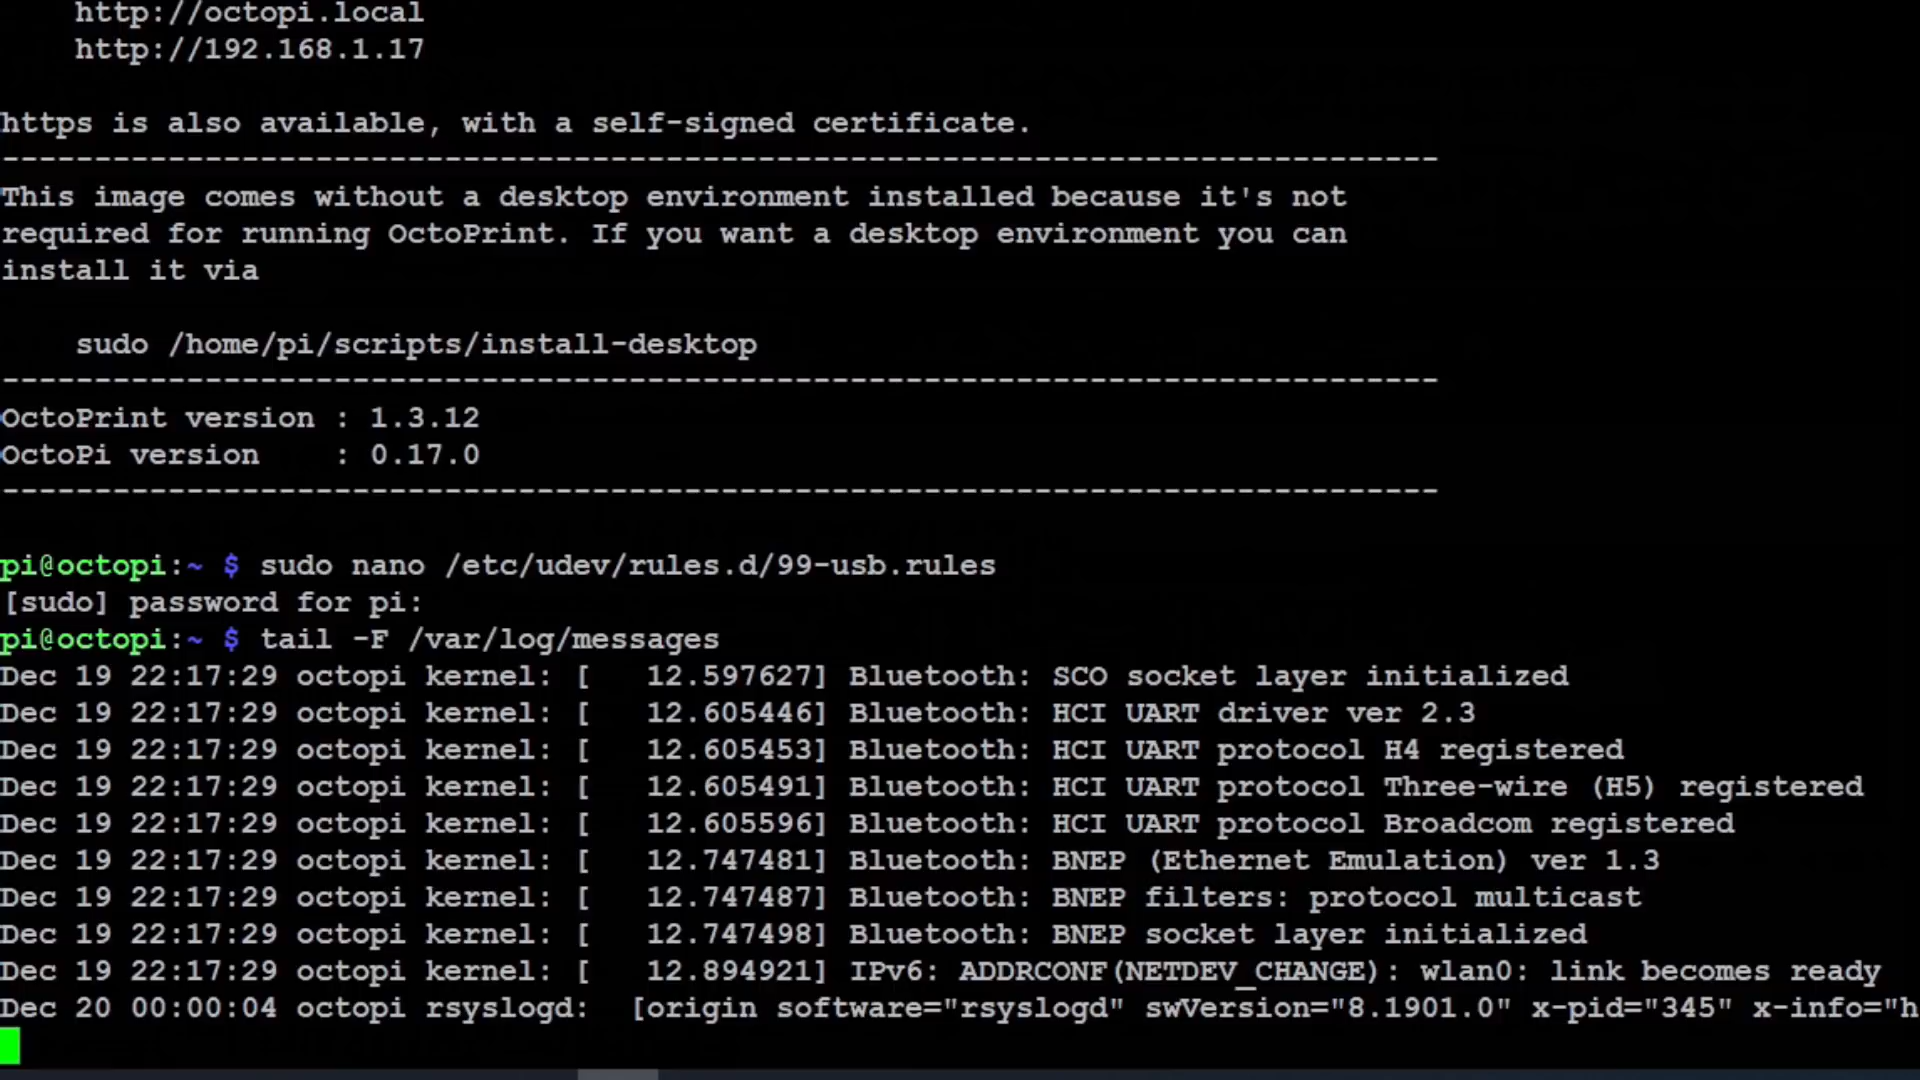 http://octopi.local
http://192.168.1.17
https is also available, with a self-signed certificate.
------------------------------------------------------------------------------
This image comes without a desktop environment installed because it's not
required for running OctoPrint. If you want a desktop environment you can
install it via
sudo /home/pi/scripts/install-desktop
------------------------------------------------------------------------------
OctoPrint version : 1.3.12
OctoPi version    : 0.17.0
------------------------------------------------------------------------------
pi@octopi:~ $ sudo nano /etc/udev/rules.d/99-usb.rules
[sudo] password for pi:
pi@octopi:~ $ tail -F /var/log/messages
Dec 19 22:17:29 octopi kernel: [   12.597627] Bluetooth: SCO socket layer initialized
Dec 19 22:17:29 octopi kernel: [   12.605446] Bluetooth: HCI UART driver ver 2.3
Dec 19 22:17:29 octopi kernel: [   12.605453] Bluetooth: HCI UART protocol H4 registered
Dec 19 22:17:29 octopi kernel: [   12.605491] Bluetooth: HCI UART protocol Three-wire (H5) registered
Dec 19 22:17:29 octopi kernel: [   12.605596] Bluetooth: HCI UART protocol Broadcom registered
Dec 19 22:17:29 octopi kernel: [   12.747481] Bluetooth: BNEP (Ethernet Emulation) ver 1.3
Dec 19 22:17:29 octopi kernel: [   12.747487] Bluetooth: BNEP filters: protocol multicast
Dec 19 22:17:29 octopi kernel: [   12.747498] Bluetooth: BNEP socket layer initialized
Dec 19 22:17:29 octopi kernel: [   12.894921] IPv6: ADDRCONF(NETDEV_CHANGE): wlan0: link becomes ready
Dec 20 00:00:04 octopi rsyslogd:  [origin software="rsyslogd" swVersion="8.1901.0" x-pid="345" x-info="h